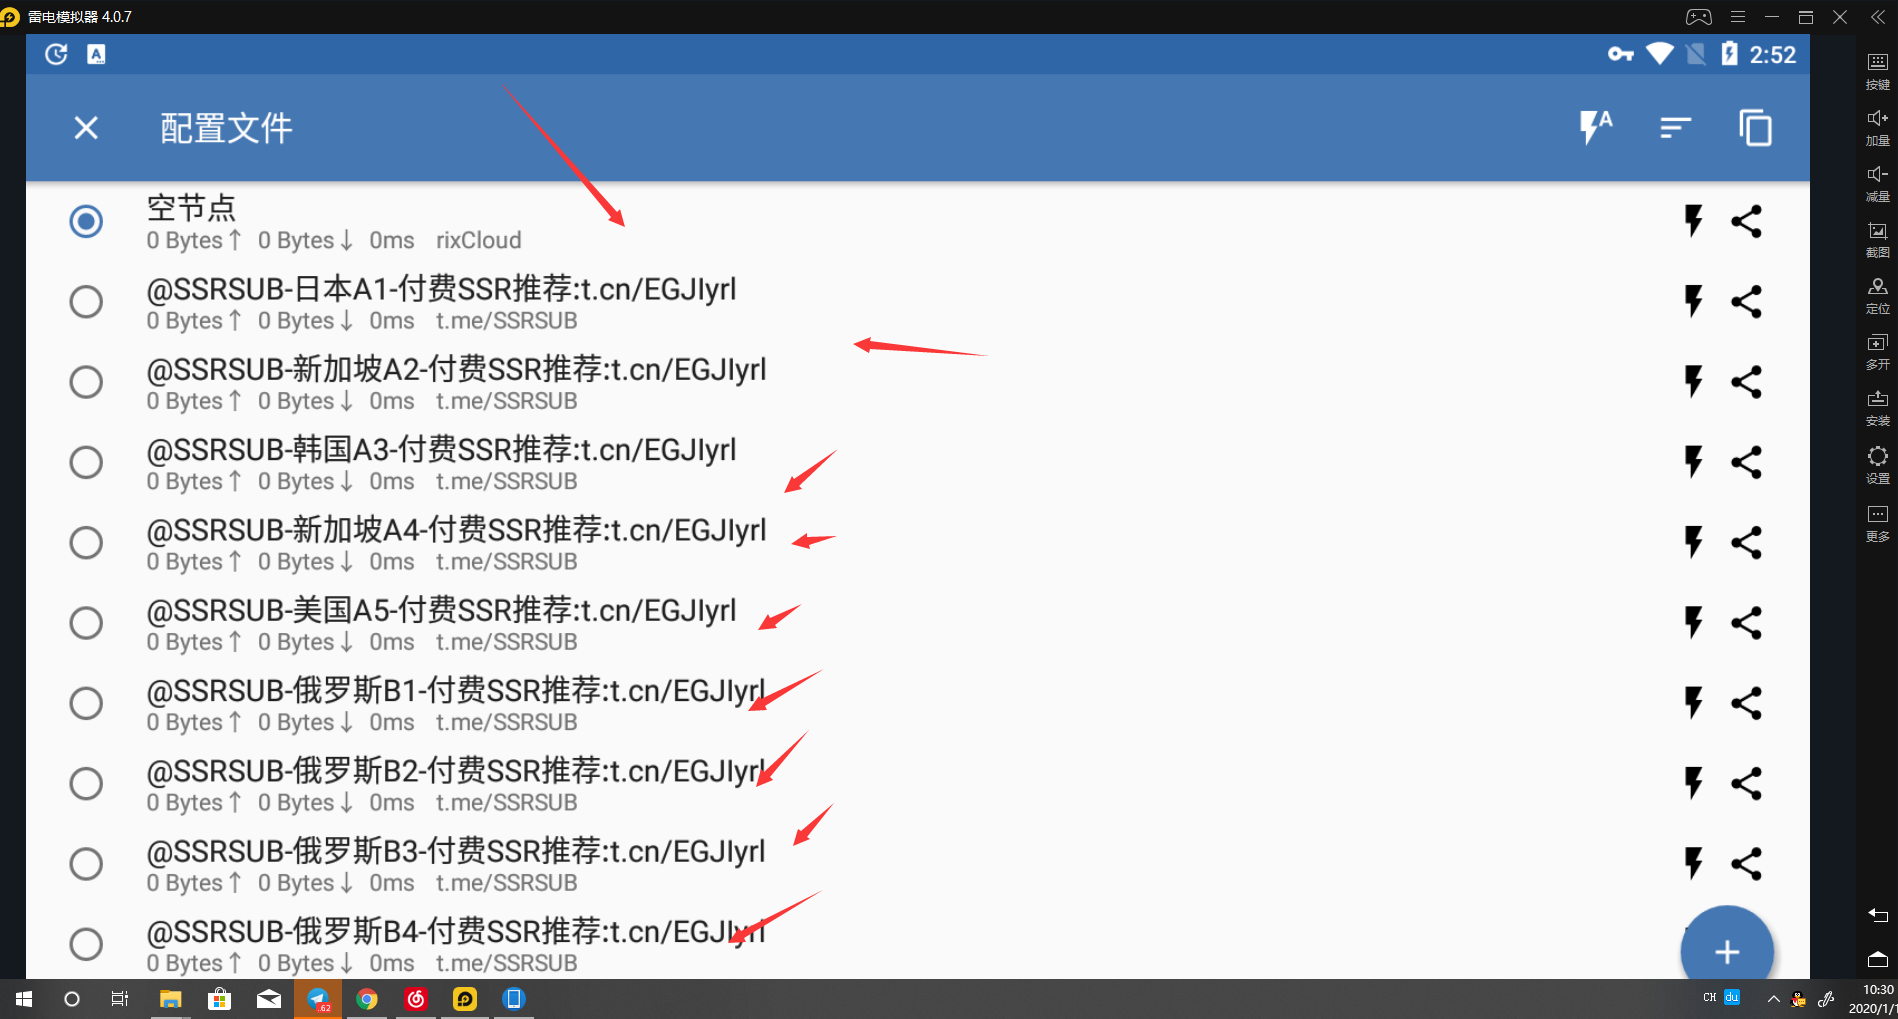 雷电模拟器 4.0.7
2:52
配置文件
空节点
0 Bytes↑ 0 Bytes↓ 0ms rixCloud
@SSRSUB-日本A1-付费SSR推荐:t.cn/EGJIyrl
0 Bytes↑ 0 Bytes↓ 0ms t.me/SSRSUB
@SSRSUB-新加坡A2-付费SSR推荐:t.cn/EGJIyrl
0 Bytes↑ 0 Bytes↓ 0ms t.me/SSRSUB
@SSRSUB-韩国A3-付费SSR推荐:t.cn/EGJIyrl
0 Bytes↑ 0 Bytes↓ 0ms t.me/SSRSUB
@SSRSUB-新加坡A4-付费SSR推荐:t.cn/EGJIyrl
0 Bytes↑ 0 Bytes↓ 0ms t.me/SSRSUB
@SSRSUB-美国A5-付费SSR推荐:t.cn/EGJIyrl
0 Bytes↑ 0 Bytes↓ 0ms t.me/SSRSUB
@SSRSUB-俄罗斯B1-付费SSR推荐:t.cn/EGJIyrl
0 Bytes↑ 0 Bytes↓ 0ms t.me/SSRSUB
@SSRSUB-俄罗斯B2-付费SSR推荐:t.cn/EGJIyrl
0 Bytes↑ 0 Bytes↓ 0ms t.me/SSRSUB
@SSRSUB-俄罗斯B3-付费SSR推荐:t.cn/EGJIyrl
0 Bytes↑ 0 Bytes↓ 0ms t.me/SSRSUB
@SSRSUB-俄罗斯B4-付费SSR推荐:t.cn/EGJIyrl
0 Bytes↑ 0 Bytes↓ 0ms t.me/SSRSUB
按键
加量
减量
截图
定位
多开
安装
设置
更多
.62
CH du
10:30
2020/1/1